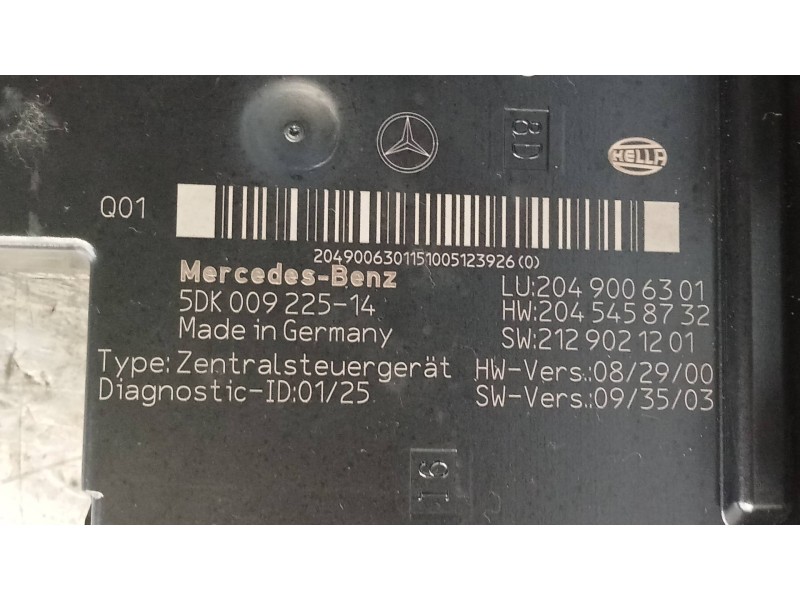 8D
HELLA
Q01
2049006301151005123926(0)
Mercedes-Benz
5DK 009 225-14
Made in Germany
LU:204 900 63 01
HW:204 545 87 32
SW:212 902 12 01
Type: Zentralsteuergerät
HW-Vers.:08/29/00
Diagnostic-ID:01/25
SW-Vers.:09/35/03